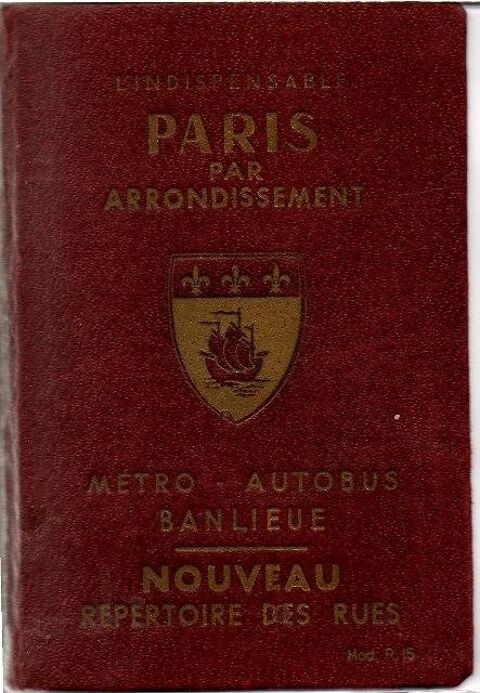 L'INDISPENSABLE
PARIS
PAR
ARRONDISSEMENT
MÉTRO - AUTOBUS
BANLIEUE
NOUVEAU
RÉPERTOIRE DES RUES
Mod. P. 15